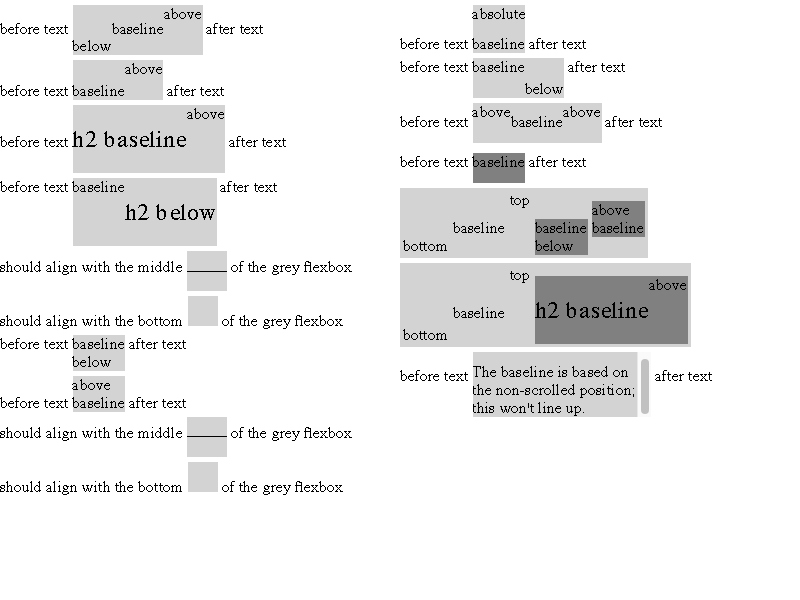 above
before text baseline after text
below
above
before text baseline after text
above
before text h2 baseline after text
before text baseline after text
h2 below
should align with the middle of the grey flexbox
should align with the bottom of the grey flexbox
before text baseline after text
below
above
before text baseline after text
should align with the middle of the grey flexbox
should align with the bottom of the grey flexbox
absolute
before text baseline after text
before text baseline after text
below
above above
before text baseline after text
before text baseline after text
top
above
baseline baseline baseline
bottom below
top
above
baseline h2 baseline
bottom
The baseline is based on
before text the non-scrolled position; after text
this won't line up.